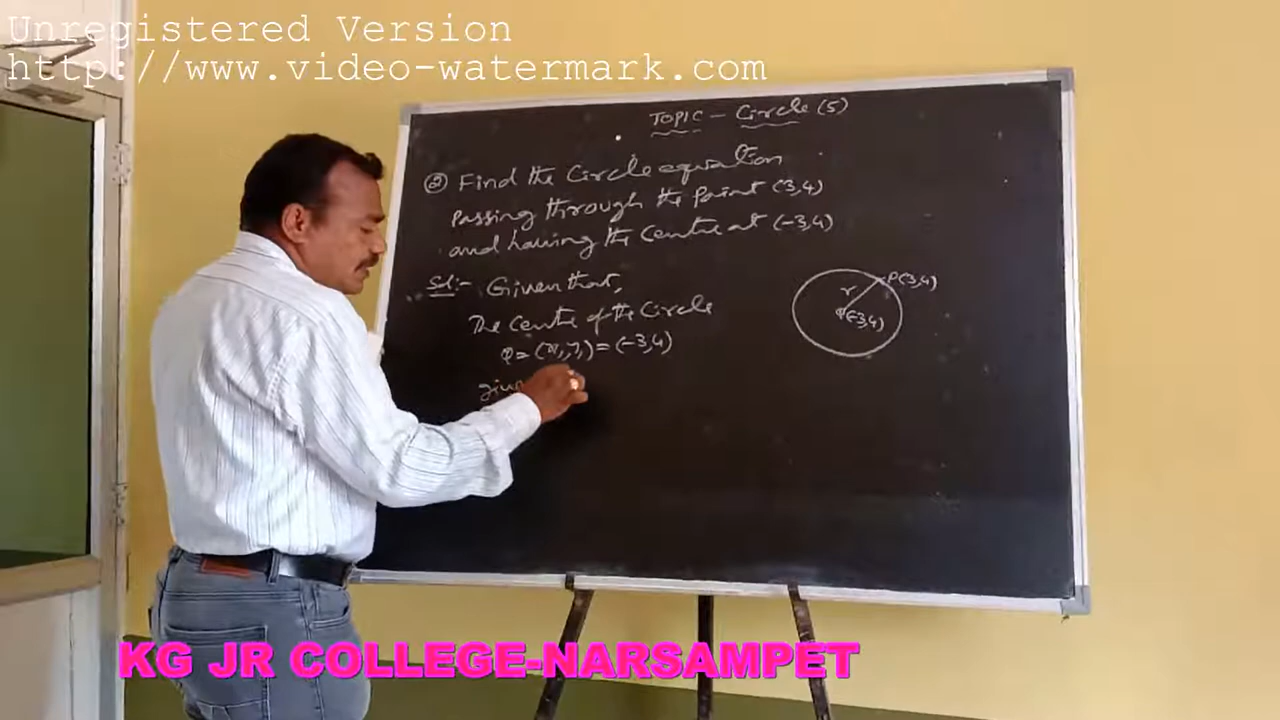 Unregistered Version
http://www.video-watermark.com
TOPIC - Circle (5)
② Find the Circle equation
Passing through the point (3,4)
and having the centre at (-3,4)
Sol:- Given that,
The Centre of the Circle
= (x₁, y₁) = (-3,4)
r
P(3,4)
(-3,4)
KG JR COLLEGE-NARSAMPET